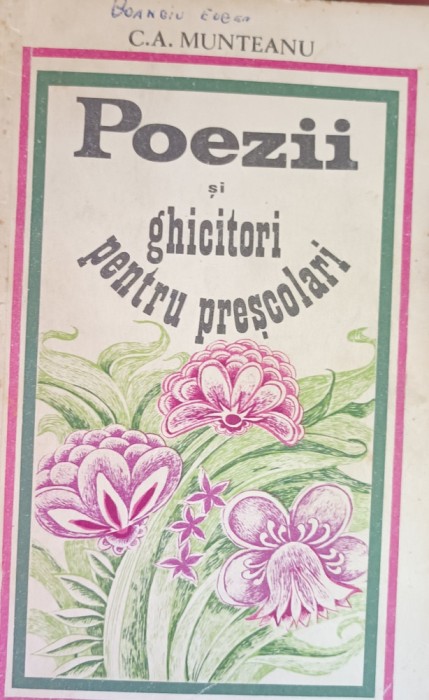 C.A. MUNTEANU
Poezii
și
ghicitori
pentru preșcolari